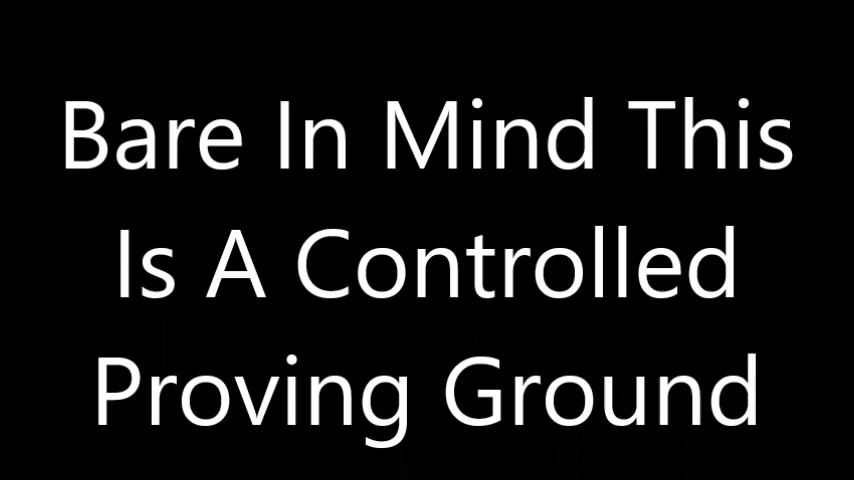 Bare In Mind This
Is A Controlled
Proving Ground